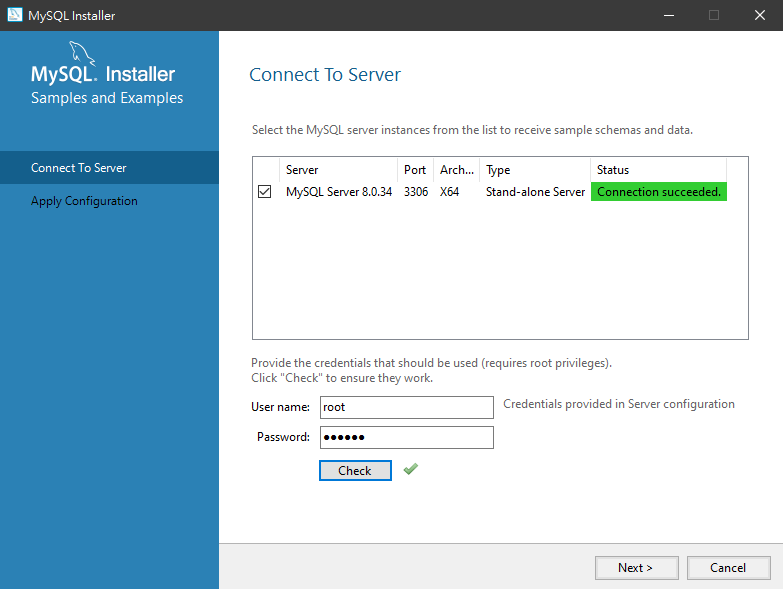 MySQL Installer
MySQL. Installer
Samples and Examples
Connect To Server
Apply Configuration
Connect To Server
Select the MySQL server instances from the list to receive sample schemas and data.
Server Port Arch... Type Status
MySQL Server 8.0.34 3306 X64 Stand-alone Server Connection succeeded.
Provide the credentials that should be used (requires root privileges).
Click "Check" to ensure they work.
User name: root Credentials provided in Server configuration
Password: ●●●●●●
Check
Next > Cancel